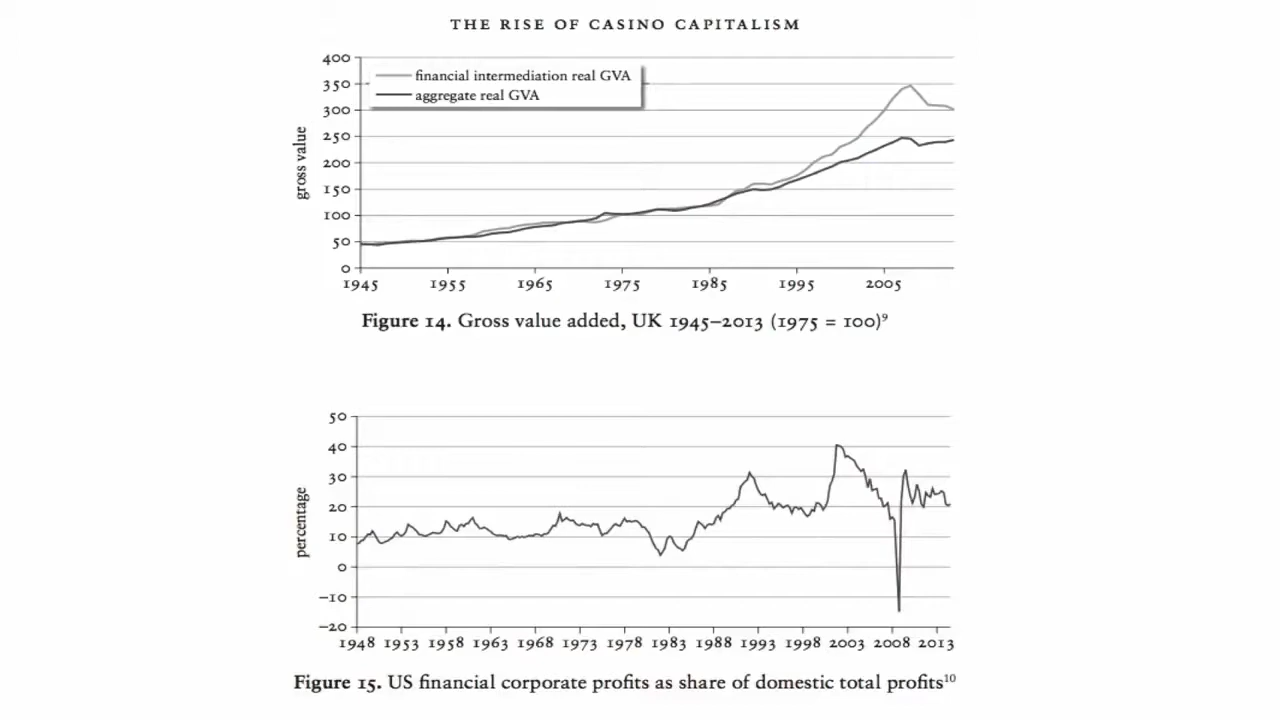 THE RISE OF CASINO CAPITALISM
400
350
300
250
200
150
100
50
0
gross value
financial intermediation real GVA
aggregate real GVA
1945 1955 1965 1975 1985 1995 2005
Figure 14. Gross value added, UK 1945–2013 (1975 = 100)⁹
50
40
30
20
10
0
–10
–20
percentage
1948 1953 1958 1963 1968 1973 1978 1983 1988 1993 1998 2003 2008 2013
Figure 15. US financial corporate profits as share of domestic total profits¹⁰